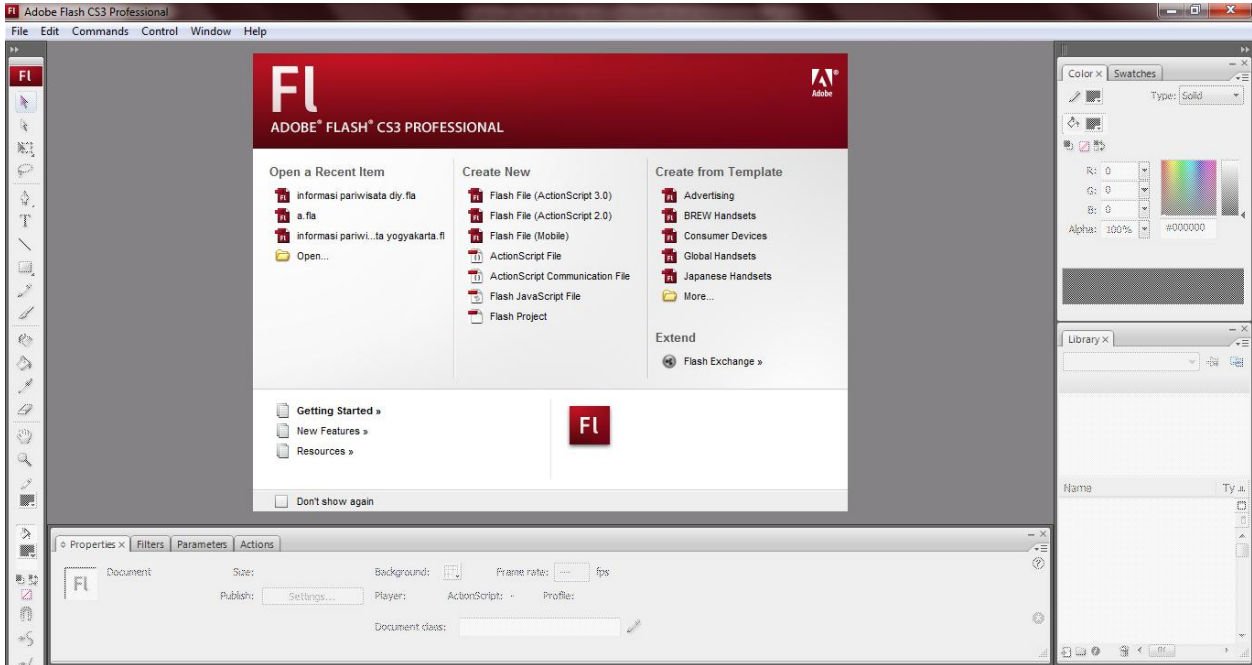 Adobe Flash CS3 Professional
File Edit Commands Control Window Help
Fl
Fl
Adobe
ADOBE® FLASH® CS3 PROFESSIONAL
Open a Recent Item
informasi pariwisata diy.fla
a.fla
informasi pariwi...ta yogyakarta.fl
Open...
Create New
Flash File (ActionScript 3.0)
Flash File (ActionScript 2.0)
Flash File (Mobile)
ActionScript File
ActionScript Communication File
Flash JavaScript File
Flash Project
Create from Template
Advertising
BREW Handsets
Consumer Devices
Global Handsets
Japanese Handsets
More...
Extend
Flash Exchange »
Getting Started »
New Features »
Resources »
Fl
Don't show again
Color Swatches
Type: Solid
R: 0
G: 0
B: 0
Alpha: 100% #000000
Library
Name Ty...
Properties Filters Parameters Actions
Fl
Document Size: Background: Frame rate: --- fps
Publish: Settings... Player: ActionScript: - Profile:
Document class: